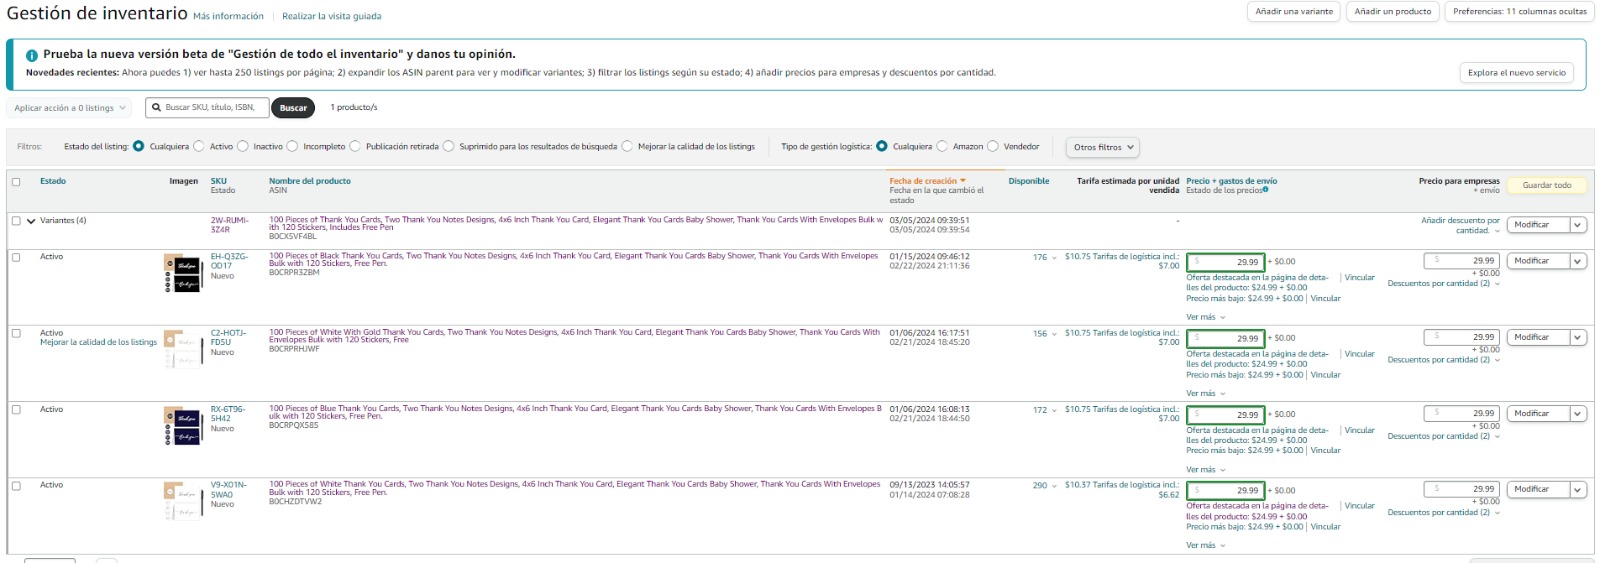 Gestión de inventario Más información Realizar la visita guiada
Añadir una variante Añadir un producto Preferencias: 11 columnas ocultas
Prueba la nueva versión beta de "Gestión de todo el inventario" y danos tu opinión.
Novedades recientes: Ahora puedes 1) ver hasta 250 listings por página; 2) expandir los ASIN parent para ver y modificar variantes; 3) filtrar los listings según su estado; 4) añadir precios para empresas y descuentos por cantidad.
Explora el nuevo servicio
Aplicar acción a 0 listings Buscar SKU, título, ISBN, Buscar 1 producto/s
Filtros: Estado del listing: Cualquiera Activo Inactivo Incompleto Publicación retirada Suprimido para los resultados de búsqueda Mejorar la calidad de los listings Tipo de gestión logística: Cualquiera Amazon Vendedor Otros filtros
Estado Imagen SKU Nombre del producto Fecha de creación Disponible Tarifa estimada por unidad Precio + gastos de envío Precio para empresas Guardar todo
Estado ASIN Fecha en la que cambió el vendida Estado de los precios + envío
estado
Variantes (4) 2W-RUMI- 100 Pieces of Thank You Cards, Two Thank You Notes Designs, 4x6 Inch Thank You Card, Elegant Thank You Cards Baby Shower, Thank You Cards With Envelopes Bulk w 03/05/2024 09:39:51 - Añadir descuento por Modificar
3Z4R ith 120 Stickers, Includes Free Pen 03/05/2024 09:39:54 cantidad.
B0CX5VF4BL
Activo EH-Q3ZG- 100 Pieces of Black Thank You Cards, Two Thank You Notes Designs, 4x6 Inch Thank You Card, Elegant Thank You Cards Baby Shower, Thank You Cards With Envelopes 01/15/2024 09:46:12 176 $10.75 Tarifas de logística incl.: $ 29.99 + $0.00 $ 29.99 Modificar
OD17 Bulk with 120 Stickers, Free Pen. 02/22/2024 21:11:36 $7.00 + $0.00
Nuevo B0CRPR3ZBM Oferta destacada en la página de deta- Vincular Descuentos por cantidad (2)
lles del producto: $24.99 + $0.00
Precio más bajo: $24.99 + $0.00 Vincular
Ver más
Activo C2-HOTJ- 100 Pieces of White With Gold Thank You Cards, Two Thank You Notes Designs, 4x6 Inch Thank You Card, Elegant Thank You Cards Baby Shower, Thank You Cards With 01/06/2024 16:17:51 156 $10.75 Tarifas de logística incl.: $ 29.99 + $0.00 $ 29.99 Modificar
Mejorar la calidad de los listings FD5U Envelopes Bulk with 120 Stickers, Free 02/21/2024 18:45:20 $7.00 + $0.00
Nuevo B0CRPRHJWF Oferta destacada en la página de deta- Vincular Descuentos por cantidad (2)
lles del producto: $24.99 + $0.00
Precio más bajo: $24.99 + $0.00 Vincular
Ver más
Activo RX-6T96- 100 Pieces of Blue Thank You Cards, Two Thank You Notes Designs, 4x6 Inch Thank You Card, Elegant Thank You Cards Baby Shower, Thank You Cards With Envelopes B 01/06/2024 16:08:13 172 $10.75 Tarifas de logística incl.: $ 29.99 + $0.00 $ 29.99 Modificar
5H42 ulk with 120 Stickers, Free Pen. 02/21/2024 18:44:50 $7.00 + $0.00
Nuevo B0CRPQX585 Oferta destacada en la página de deta- Vincular Descuentos por cantidad (2)
lles del producto: $24.99 + $0.00
Precio más bajo: $24.99 + $0.00 Vincular
Ver más
Activo V9-XO1N- 100 Pieces of White Thank You Cards, Two Thank You Notes Designs, 4x6 Inch Thank You Card, Elegant Thank You Cards Baby Shower, Thank You Cards With Envelopes 09/13/2023 14:05:57 290 $10.37 Tarifas de logística incl.: $ 29.99 + $0.00 $ 29.99 Modificar
5WA0 Bulk with 120 Stickers, Free Pen. 01/14/2024 07:08:28 $6.62 + $0.00
Nuevo B0CHZDTVW2 Oferta destacada en la página de deta- Vincular Descuentos por cantidad (2)
lles del producto: $24.99 + $0.00
Precio más bajo: $24.99 + $0.00 Vincular
Ver más